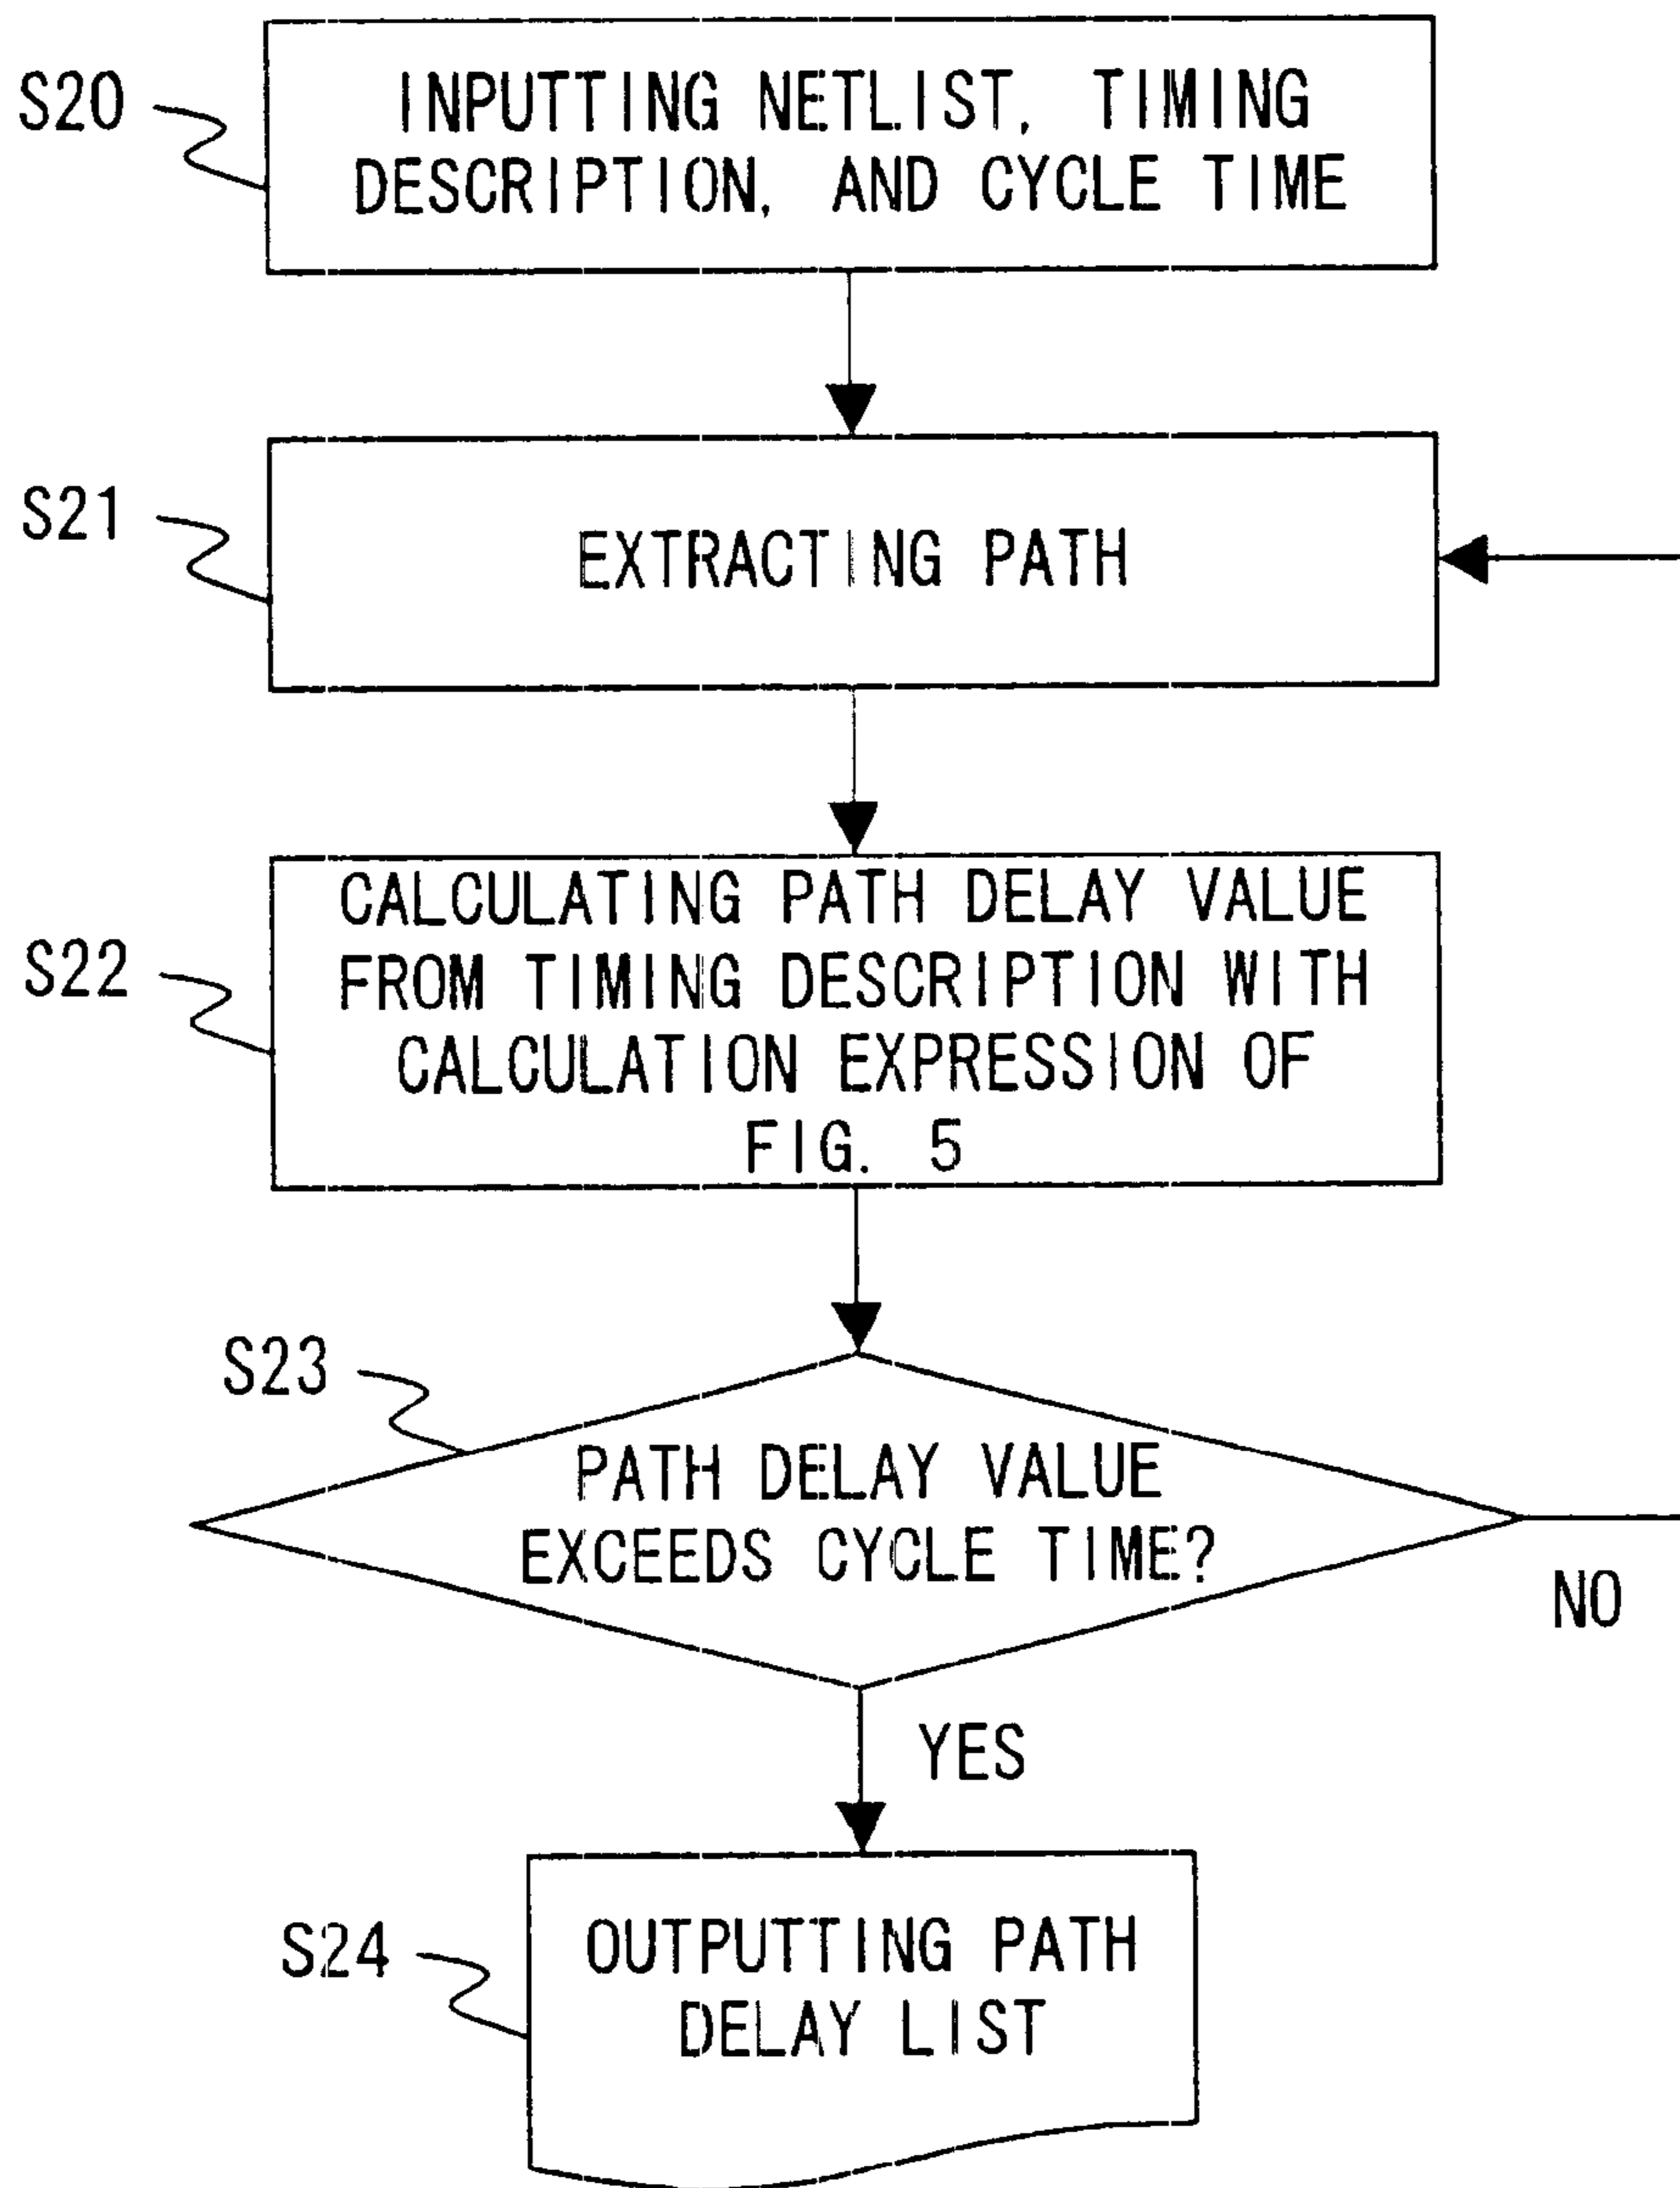 S20
INPUTTING NETLIST, TIMING
DESCRIPTION, AND CYCLE TIME
S21
EXTRACTING PATH
S22
CALCULATING PATH DELAY VALUE
FROM TIMING DESCRIPTION WITH
CALCULATION EXPRESSION OF
FIG. 5
S23
PATH DELAY VALUE
EXCEEDS CYCLE TIME?
NO
YES
S24
OUTPUTTING PATH
DELAY LIST